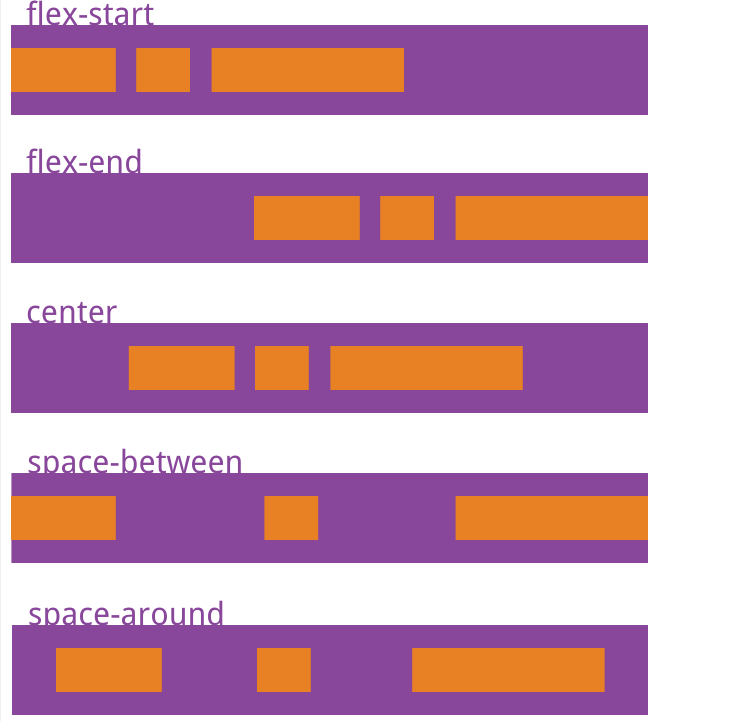 flex-start
flex-end
center
space-between
space-around